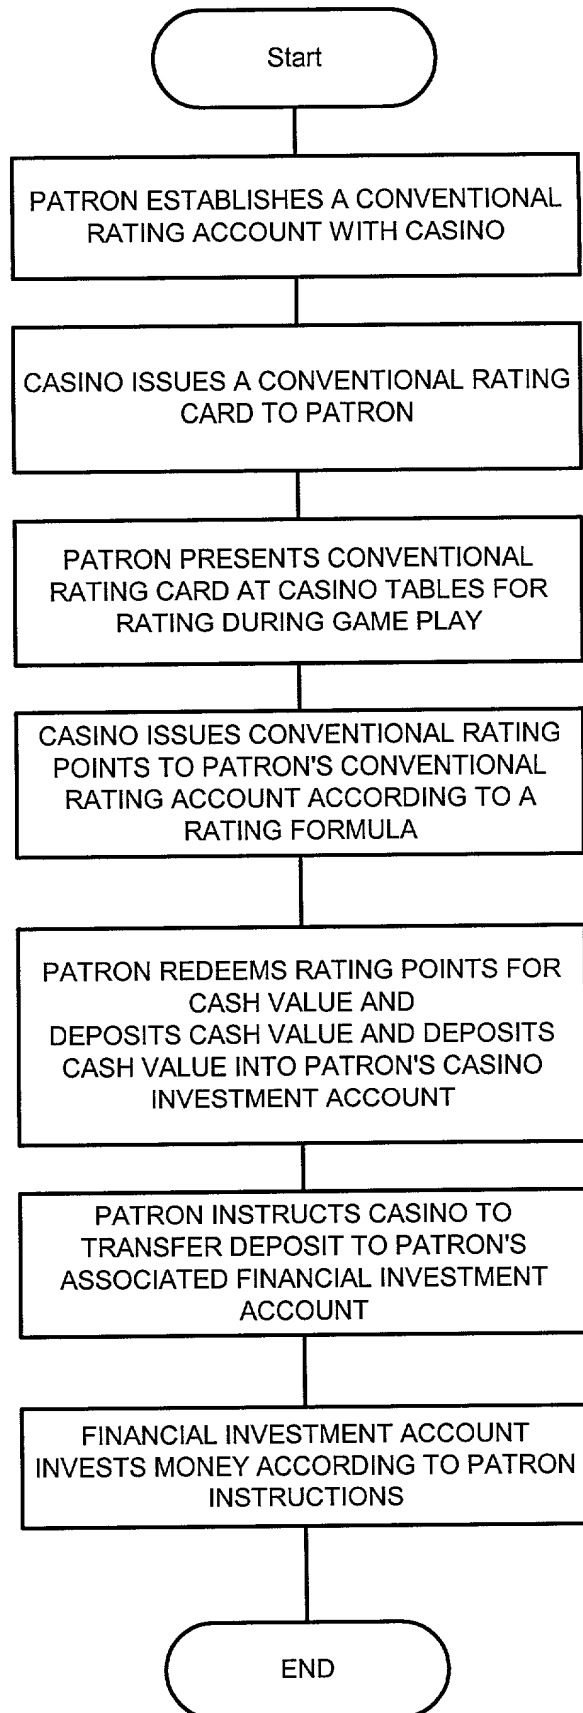 Start
PATRON ESTABLISHES A CONVENTIONAL
RATING ACCOUNT WITH CASINO
CASINO ISSUES A CONVENTIONAL RATING
CARD TO PATRON
PATRON PRESENTS CONVENTIONAL
RATING CARD AT CASINO TABLES FOR
RATING DURING GAME PLAY
CASINO ISSUES CONVENTIONAL RATING
POINTS TO PATRON'S CONVENTIONAL
RATING ACCOUNT ACCORDING TO A
RATING FORMULA
PATRON REDEEMS RATING POINTS FOR
CASH VALUE AND
DEPOSITS CASH VALUE AND DEPOSITS
CASH VALUE INTO PATRON'S CASINO
INVESTMENT ACCOUNT
PATRON INSTRUCTS CASINO TO
TRANSFER DEPOSIT TO PATRON'S
ASSOCIATED FINANCIAL INVESTMENT
ACCOUNT
FINANCIAL INVESTMENT ACCOUNT
INVESTS MONEY ACCORDING TO PATRON
INSTRUCTIONS
END